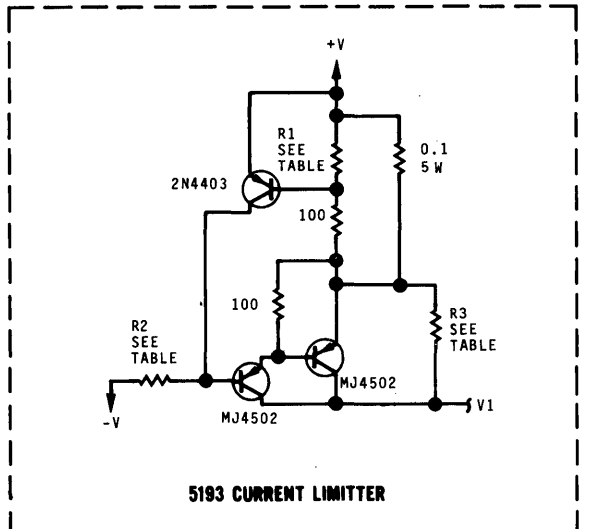 +V
R1
SEE
TABLE
0.1
5 W
2N4403
100
100
R3
SEE
TABLE
R2
SEE
TABLE
MJ4502
-V
V1
MJ4502
5193 CURRENT LIMITTER